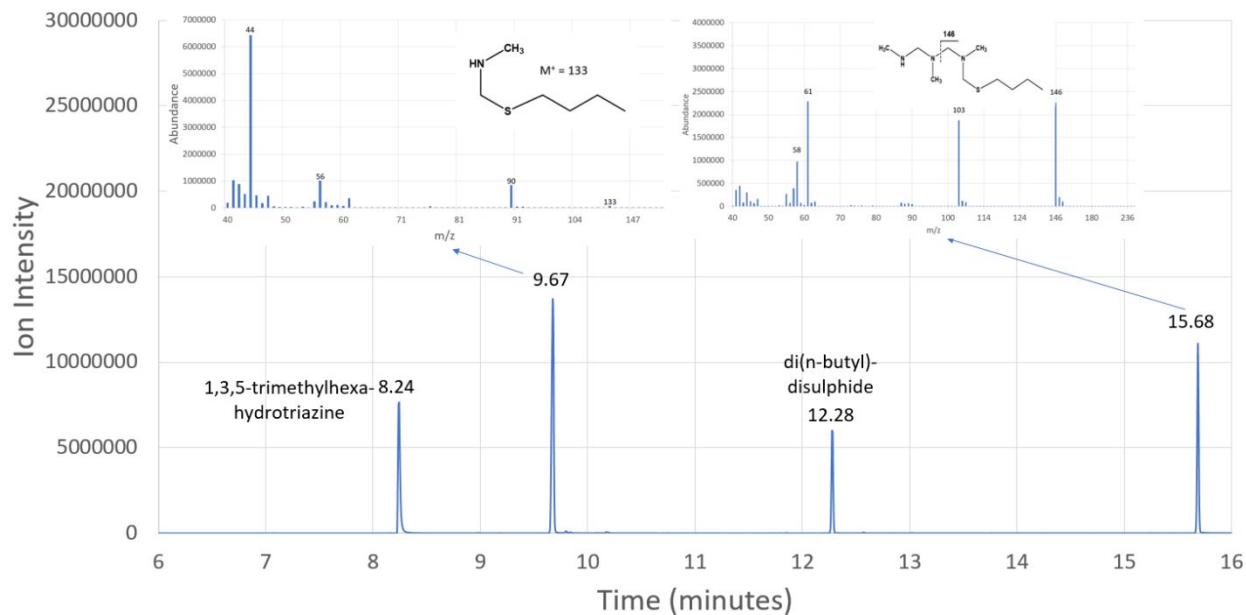 30000000
25000000
20000000
15000000
10000000
5000000
0
Ion Intensity
6 7 8 9 10 11 12 13 14 15 16
Time (minutes)
7000000
6000000
5000000
4000000
3000000
2000000
1000000
0
Abundance
40 50 60 71 81 91 104 147
m/z
44
56
90
133
CH₃
HN
M⁺ = 133
S
4000000
3500000
3000000
2500000
2000000
1500000
1000000
500000
0
Abundance
40 50 60 70 80 90 100 114 124 146 180 236
m/z
58
61
103
146
146
H₃C
N
H
N
CH₃
N
CH₃
S
9.67
15.68
1,3,5-trimethylhexa-
hydrotriazine
8.24
di(n-butyl)-
disulphide
12.28